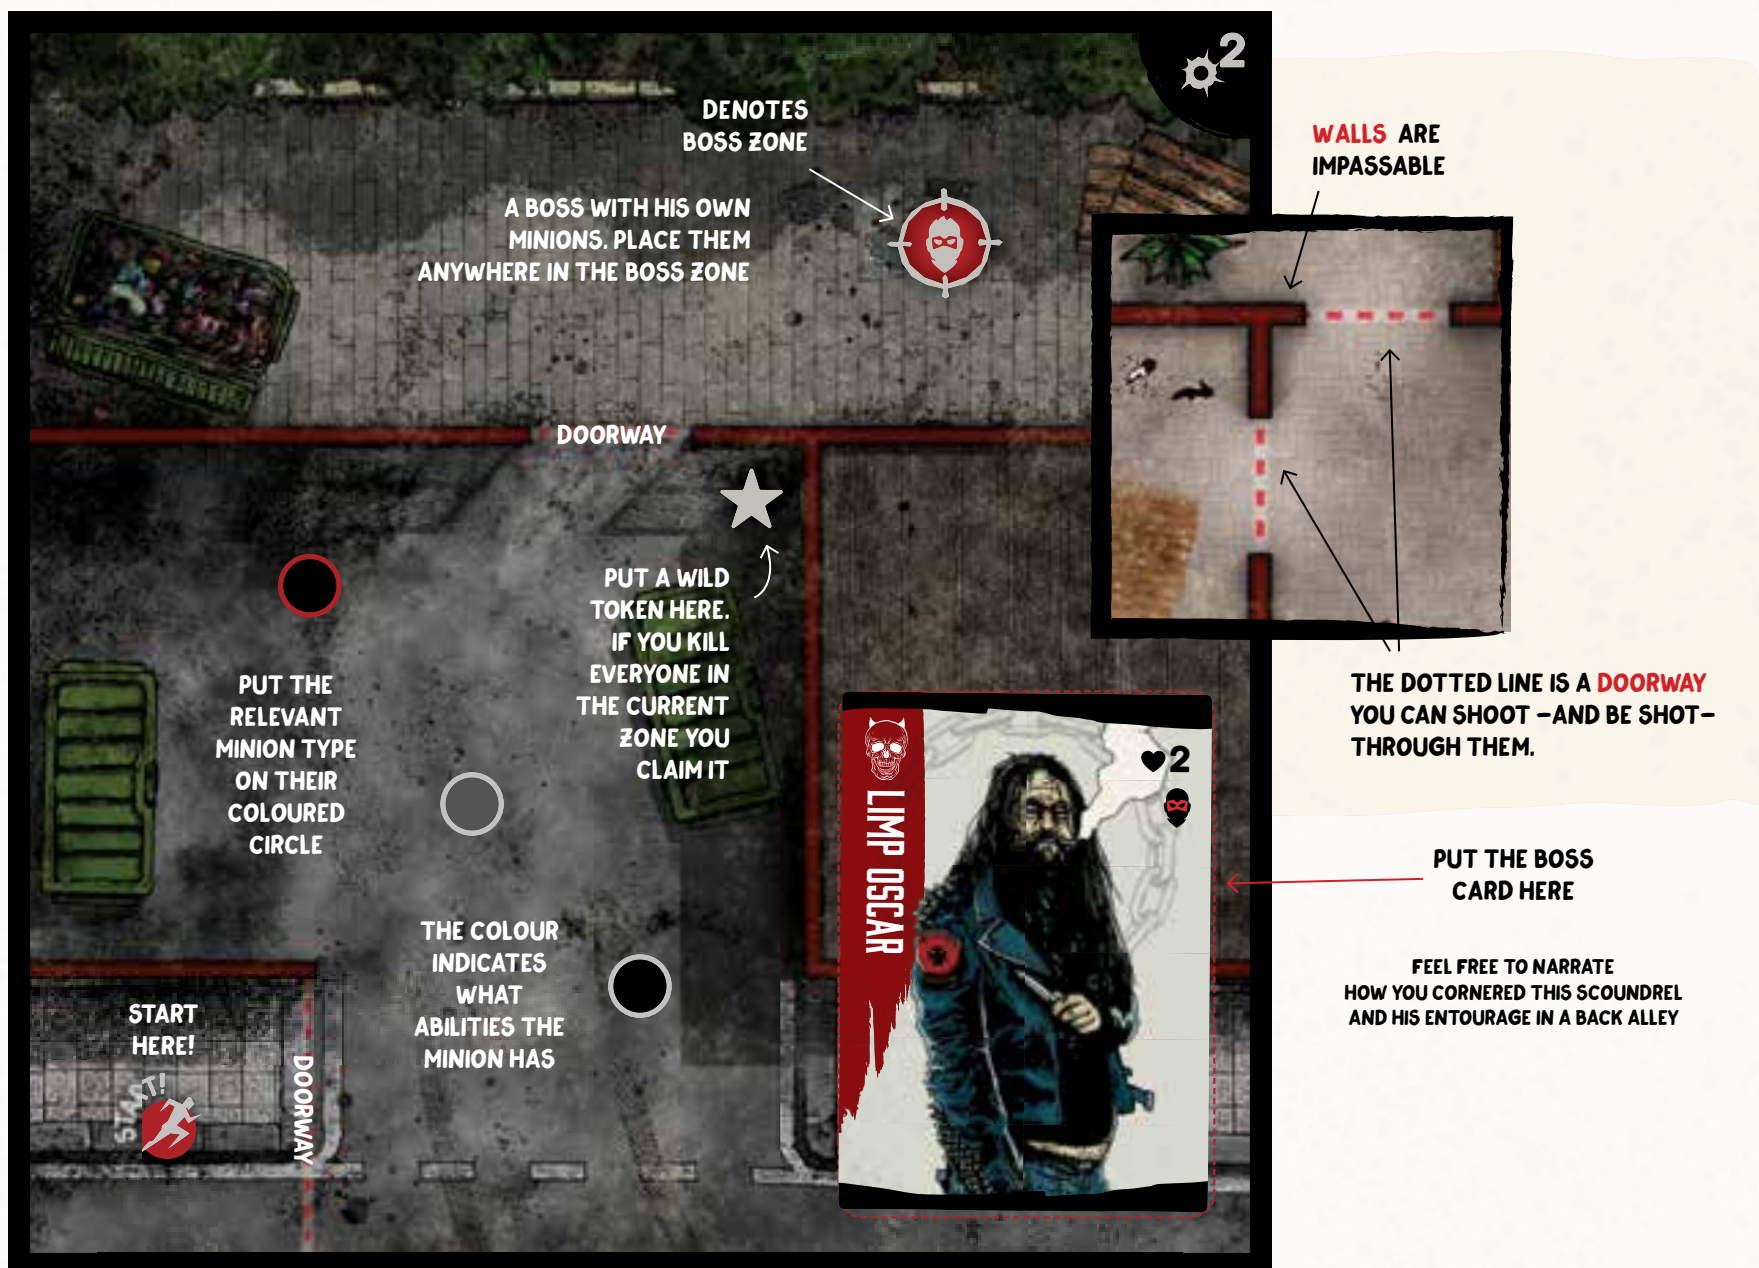 2
DENOTES
BOSS ZONE
A BOSS WITH HIS OWN
MINIONS. PLACE THEM
ANYWHERE IN THE BOSS ZONE
WALLS ARE
IMPASSABLE
DOORWAY
PUT A WILD
TOKEN HERE.
IF YOU KILL
EVERYONE IN
THE CURRENT
ZONE YOU
CLAIM IT
PUT THE
RELEVANT
MINION TYPE
ON THEIR
COLOURED
CIRCLE
THE DOTTED LINE IS A DOORWAY
YOU CAN SHOOT –AND BE SHOT–
THROUGH THEM.
2
LIMP OSCAR
PUT THE BOSS
CARD HERE
THE COLOUR
INDICATES
WHAT
ABILITIES THE
MINION HAS
FEEL FREE TO NARRATE
HOW YOU CORNERED THIS SCOUNDREL
AND HIS ENTOURAGE IN A BACK ALLEY
START
HERE!
START!
DOORWAY